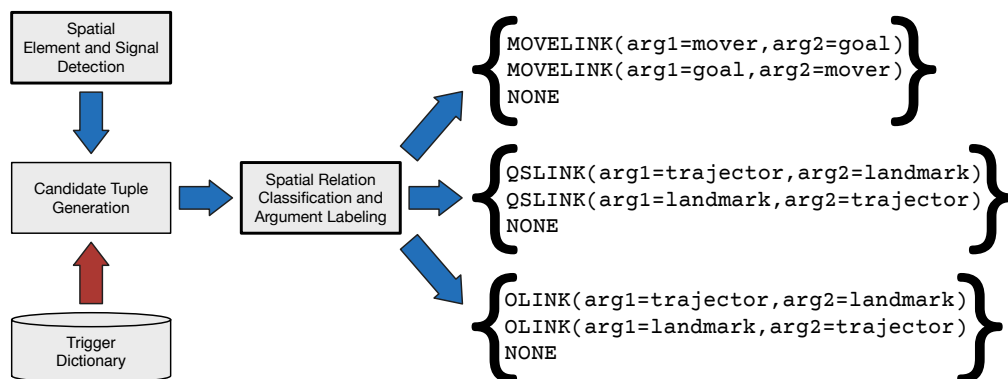 Spatial
Element and Signal
Detection
Candidate Tuple
Generation
Trigger
Dictionary
Spatial Relation
Classification and
Argument Labeling
MOVELINK(arg1=mover,arg2=goal)
MOVELINK(arg1=goal,arg2=mover)
NONE
QSLINK(arg1=trajector,arg2=landmark)
QSLINK(arg1=landmark,arg2=trajector)
NONE
OLINK(arg1=trajector,arg2=landmark)
OLINK(arg1=landmark,arg2=trajector)
NONE